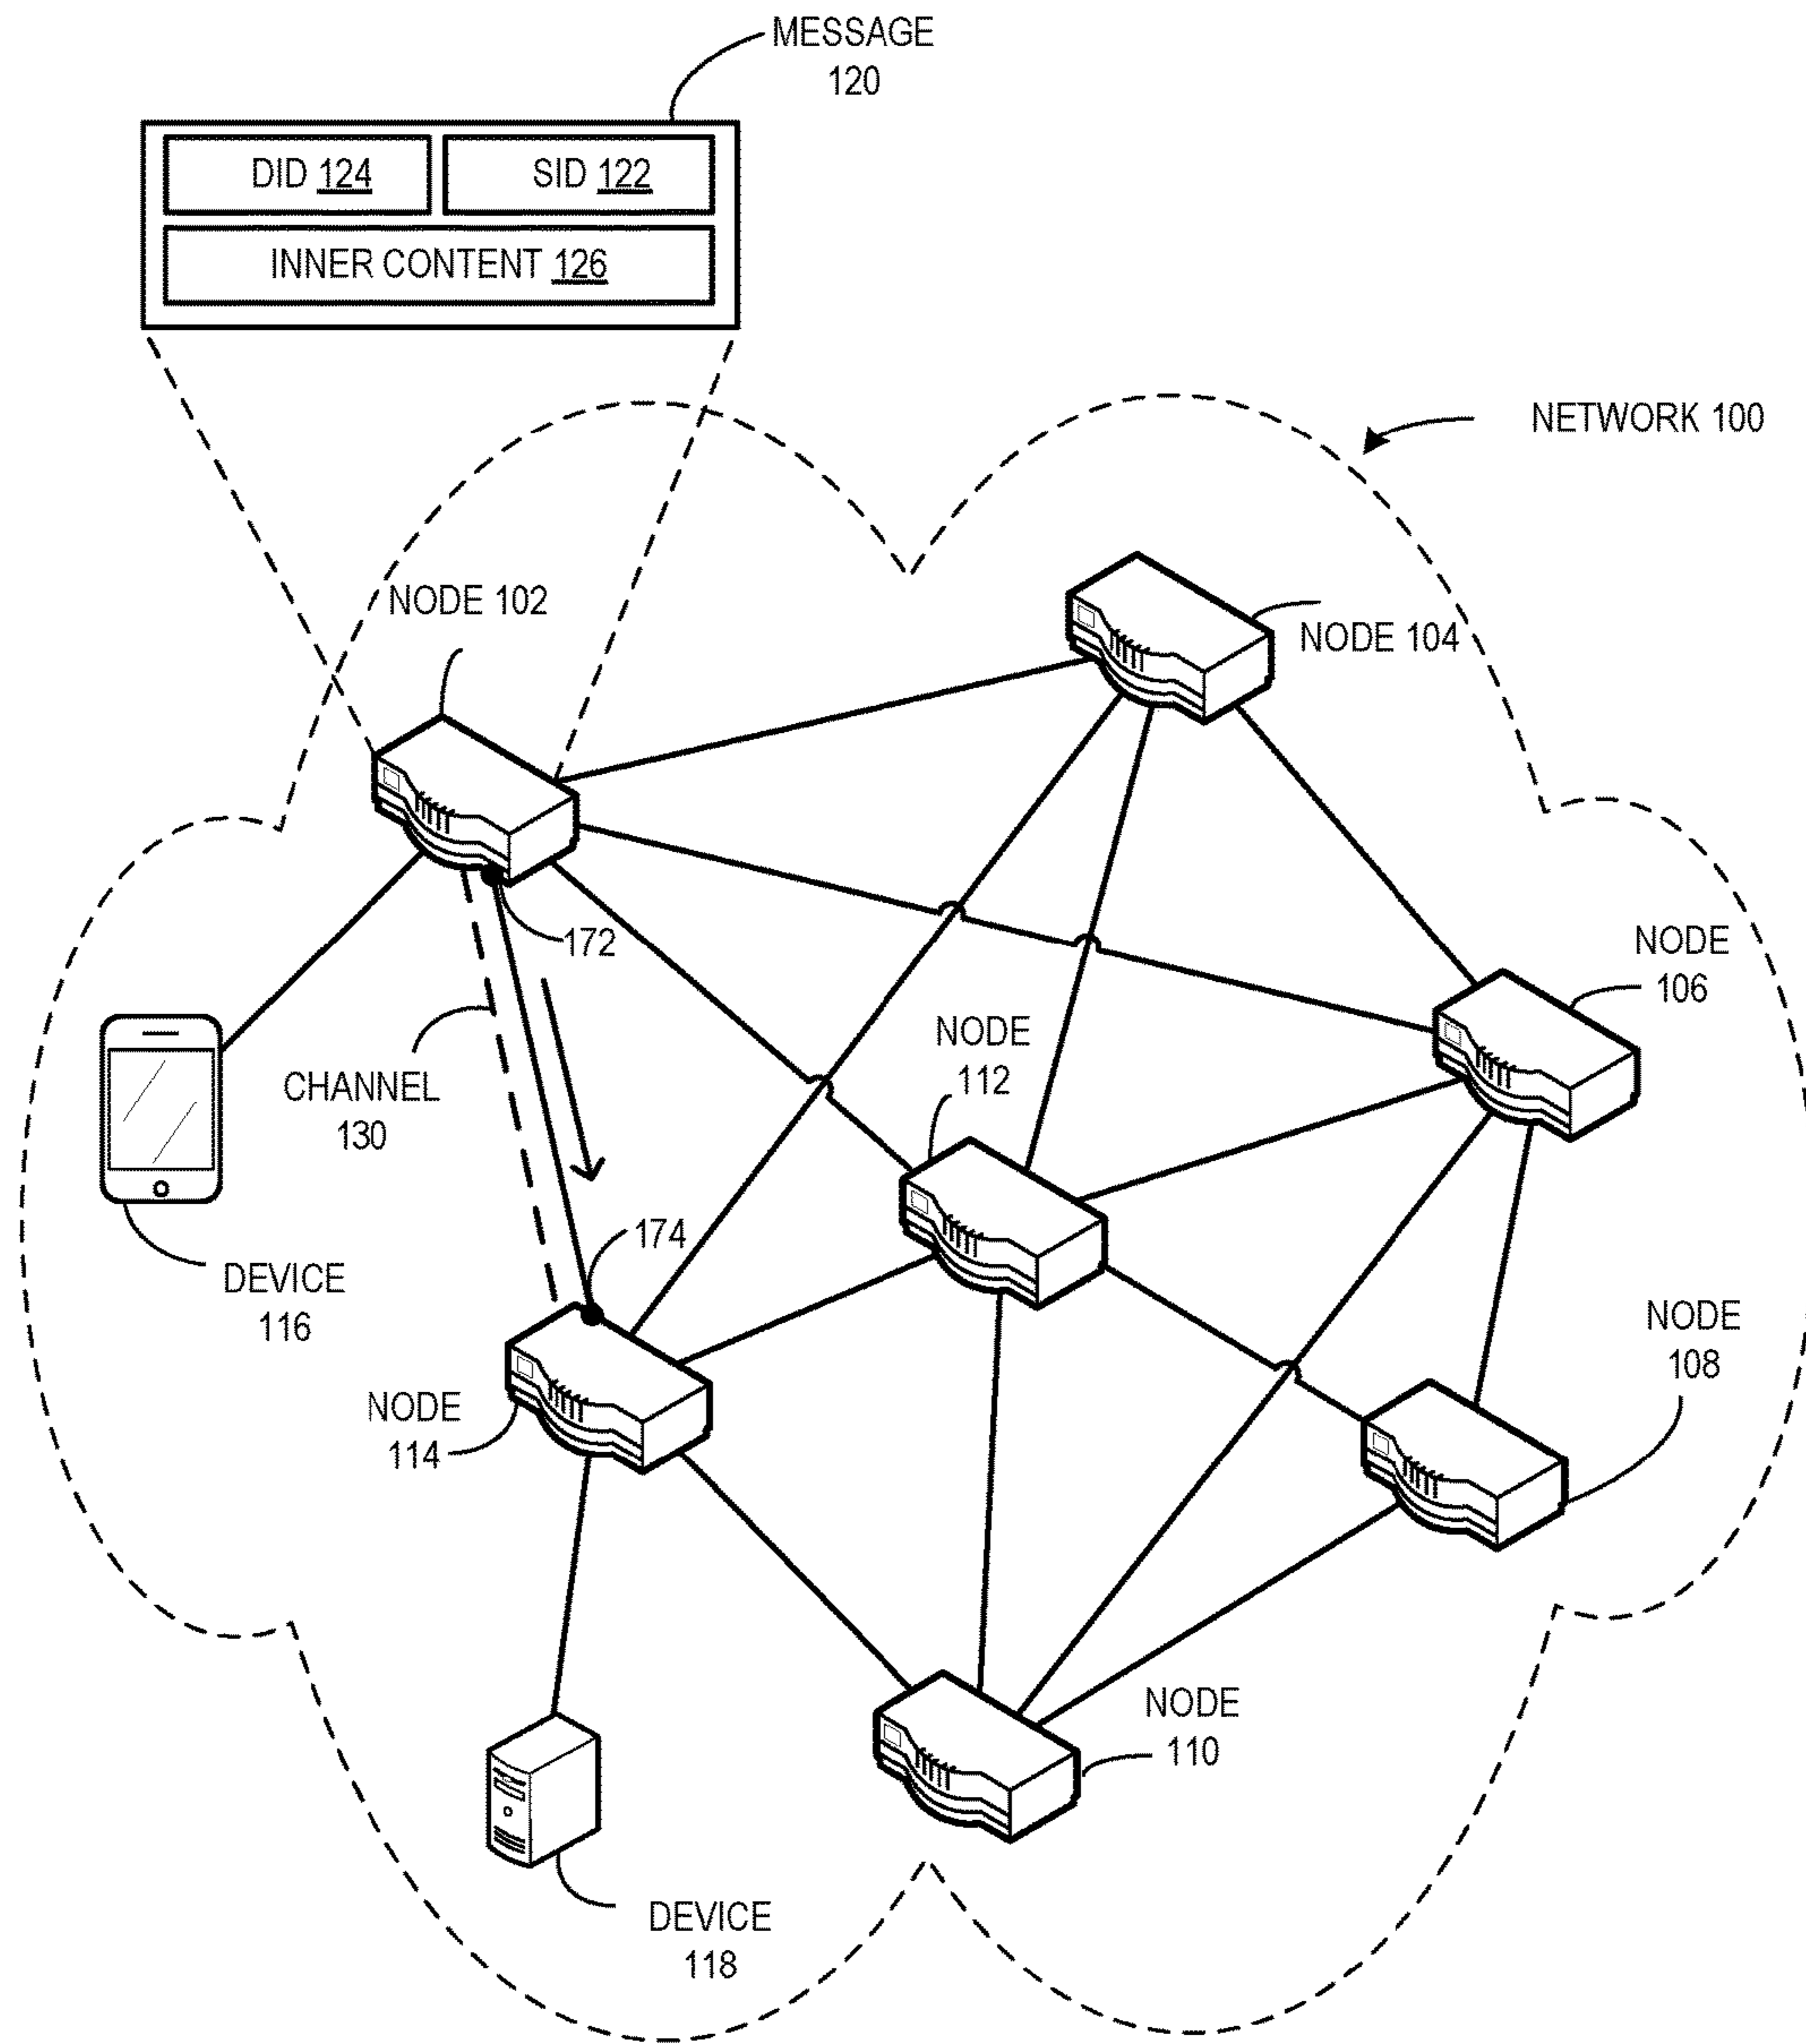 MESSAGE
120
DID 124
SID 122
INNER CONTENT 126
NETWORK 100
NODE 102
NODE 104
172
NODE
106
NODE
112
CHANNEL
130
174
DEVICE
116
NODE
108
NODE
114
NODE
110
DEVICE
118